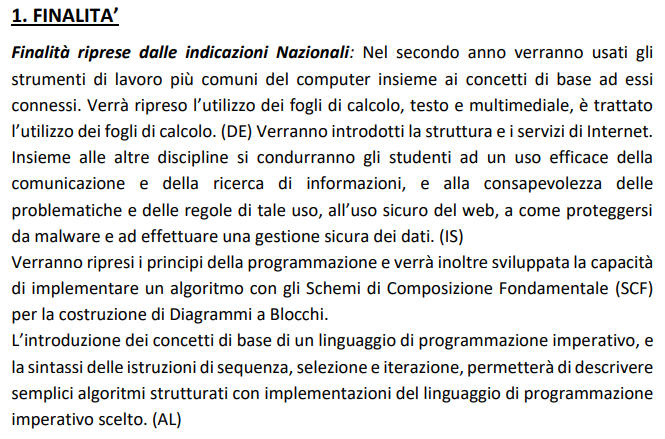 1. FINALITA’
Finalità riprese dalle indicazioni Nazionali: Nel secondo anno verranno usati gli
strumenti di lavoro più comuni del computer insieme ai concetti di base ad essi
connessi. Verrà ripreso l’utilizzo dei fogli di calcolo, testo e multimediale, è trattato
l’utilizzo dei fogli di calcolo. (DE) Verranno introdotti la struttura e i servizi di Internet.
Insieme alle altre discipline si condurranno gli studenti ad un uso efficace della
comunicazione e della ricerca di informazioni, e alla consapevolezza delle
problematiche e delle regole di tale uso, all’uso sicuro del web, a come proteggersi
da malware e ad effettuare una gestione sicura dei dati. (IS)
Verranno ripresi i principi della programmazione e verrà inoltre sviluppata la capacità
di implementare un algoritmo con gli Schemi di Composizione Fondamentale (SCF)
per la costruzione di Diagrammi a Blocchi.
L’introduzione dei concetti di base di un linguaggio di programmazione imperativo, e
la sintassi delle istruzioni di sequenza, selezione e iterazione, permetterà di descrivere
semplici algoritmi strutturati con implementazioni del linguaggio di programmazione
imperativo scelto. (AL)